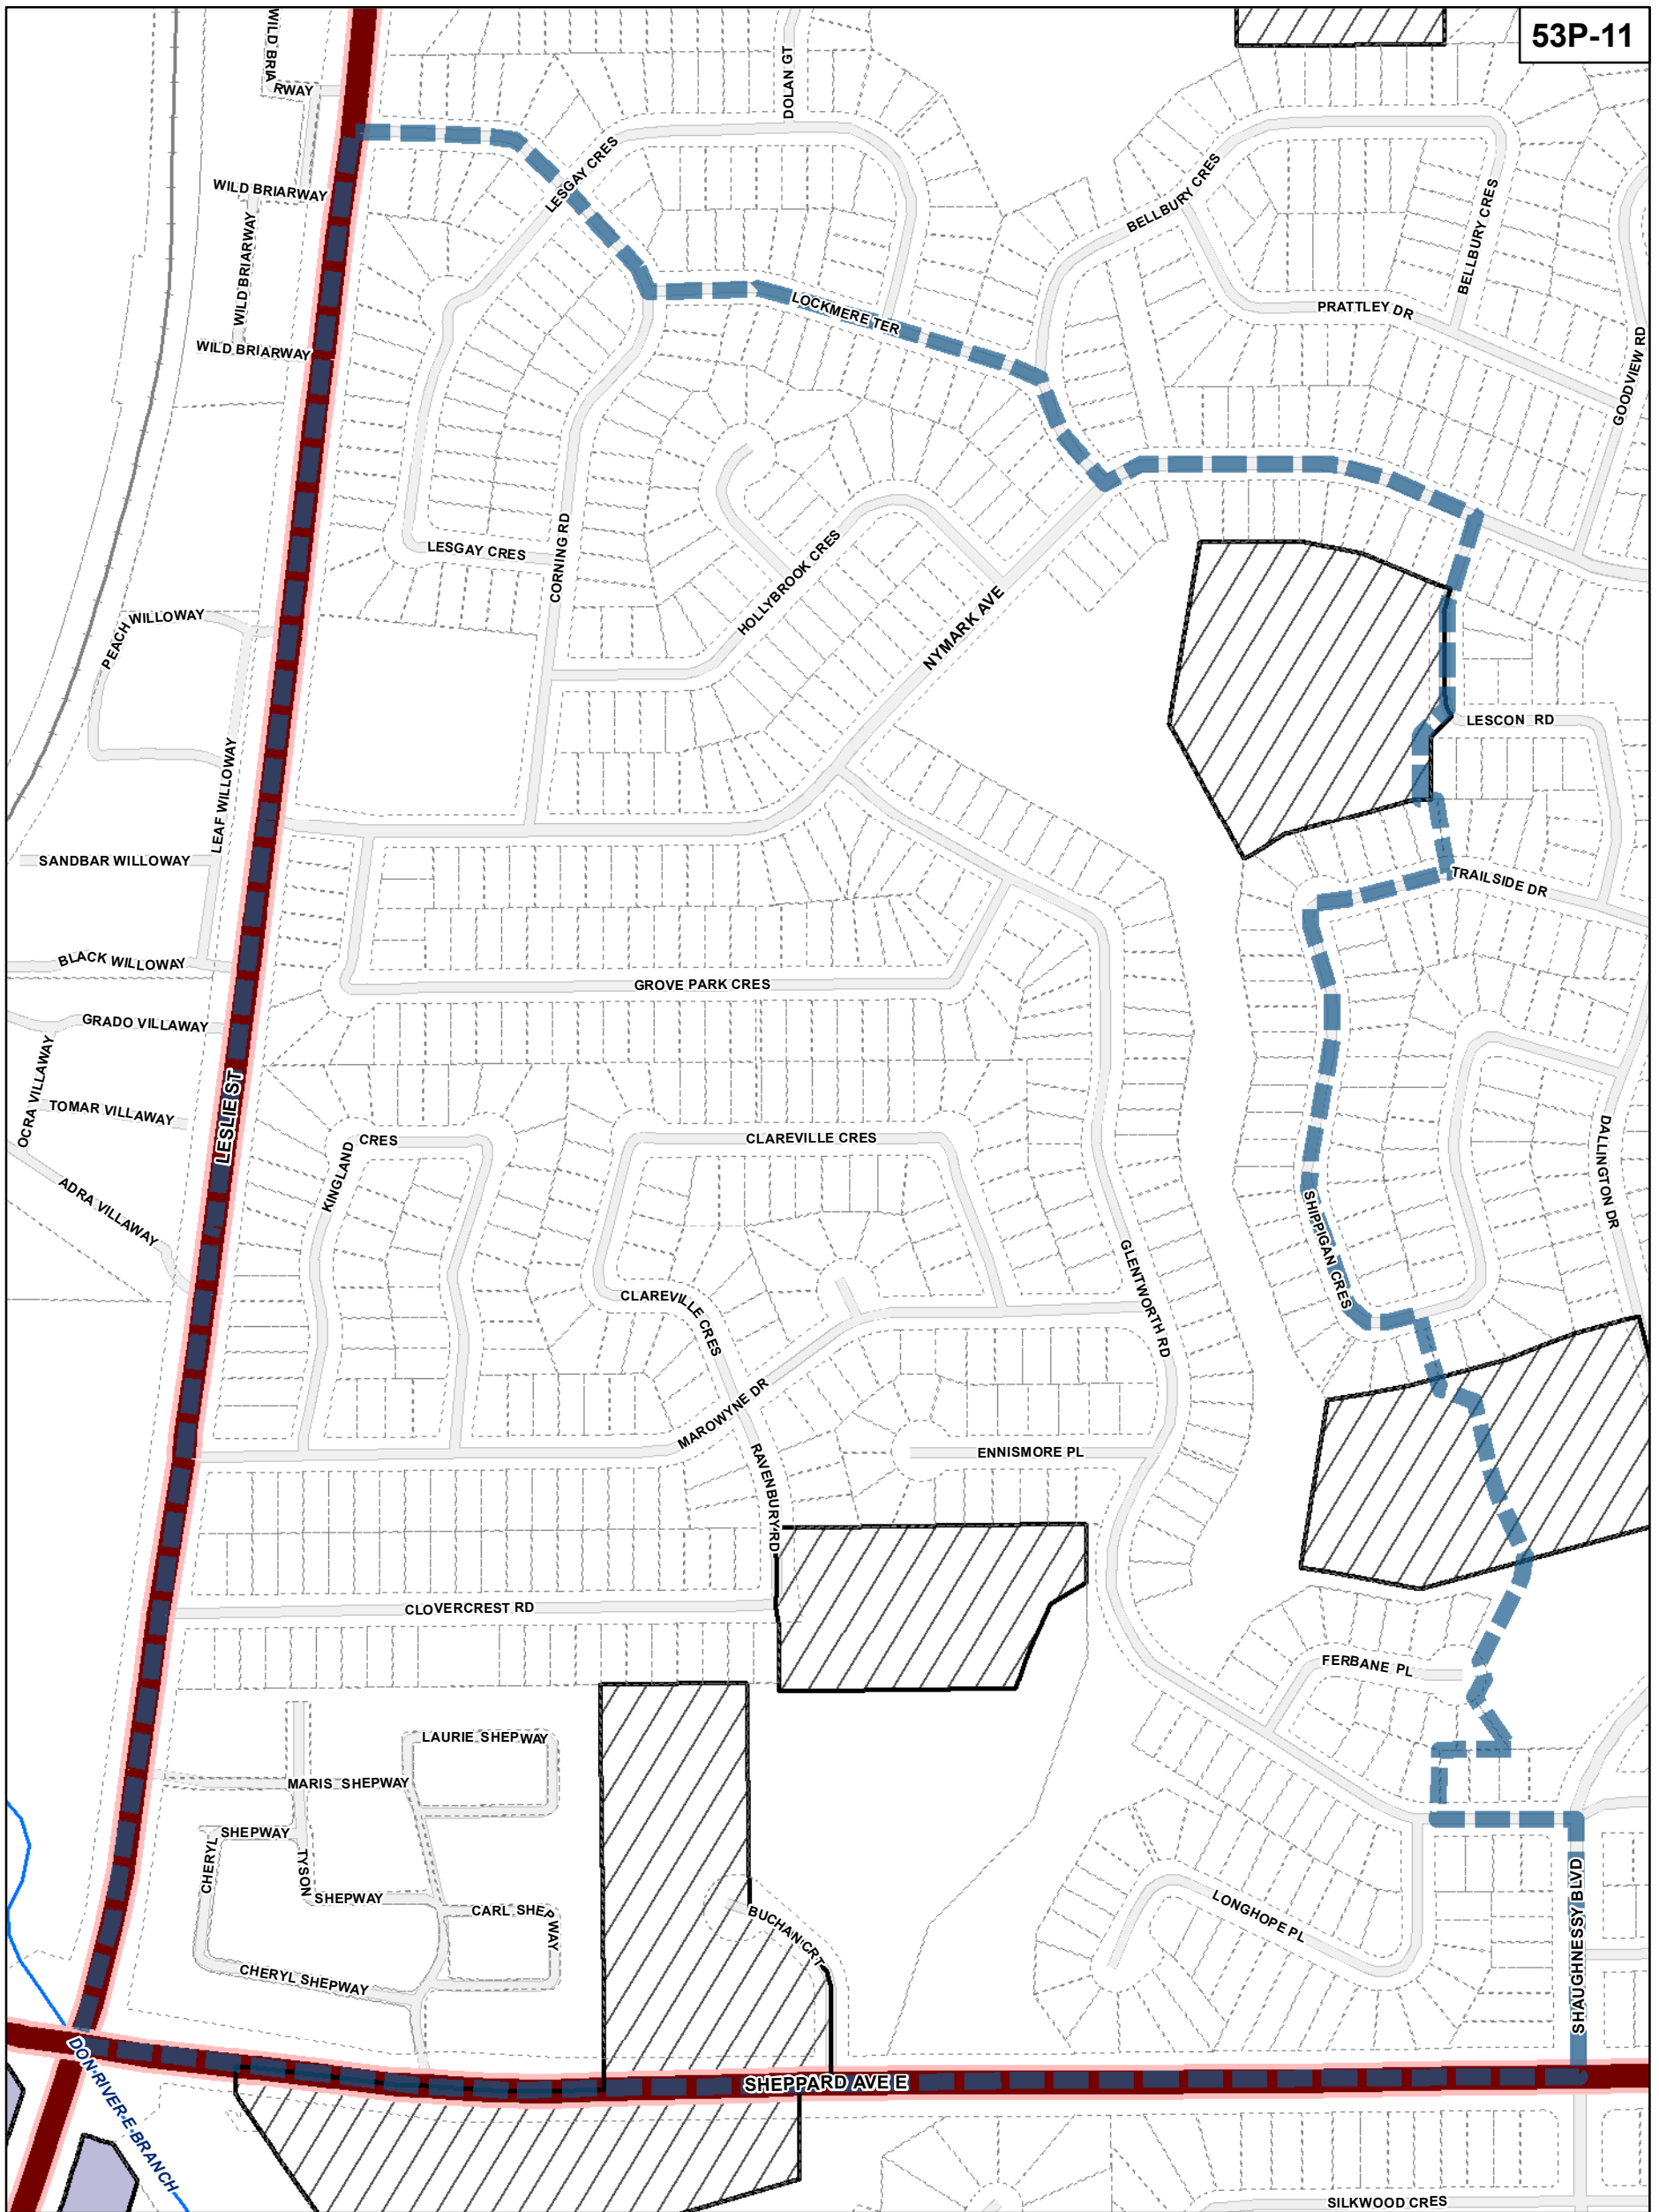 53P-11
WILD BRIA
RWAY
DOLAN GT
LESGAY CRES
BELLBURY CRES
WILD BRIARWAY
WILD BRIARWAY
BELLBURY CRES
LOCKMERE TER
PRATTLEY DR
WILD BRIARWAY
GOODVIEW RD
LESGAY CRES
CORNING RD
HOLLYBROOK CRES
NYMARK AVE
PEACH
WILLOWAY
LESCON RD
LEAF WILLOWAY
SANDBAR WILLOWAY
TRAILSIDE DR
BLACK WILLOWAY
GROVE PARK CRES
GRADO VILLAWAY
OCRA VILLAWAY
TOMAR VILLAWAY
LESLIE ST
KINGLAND
CRES
CLAREVILLE CRES
DALLINGTON DR
ADRA VILLAWAY
SHIPPIGAN CRES
GLENTWORTH RD
CLAREVILLE CRES
MAROWYNE DR
RAVENBURY RD
ENNISMORE PL
CLOVERCREST RD
FERBANE PL
LAURIE SHEPWAY
MARIS SHEPWAY
CHERYL
SHEPWAY
TYSON
SHEPWAY
CARL SHEPWAY
BUCHAN CRT
LONGHOPE PL
SHAUGHNESSY BLVD
CHERYL SHEPWAY
SHEPPARD AVE E
DON RIVER E BRANCH
SILKWOOD CRES